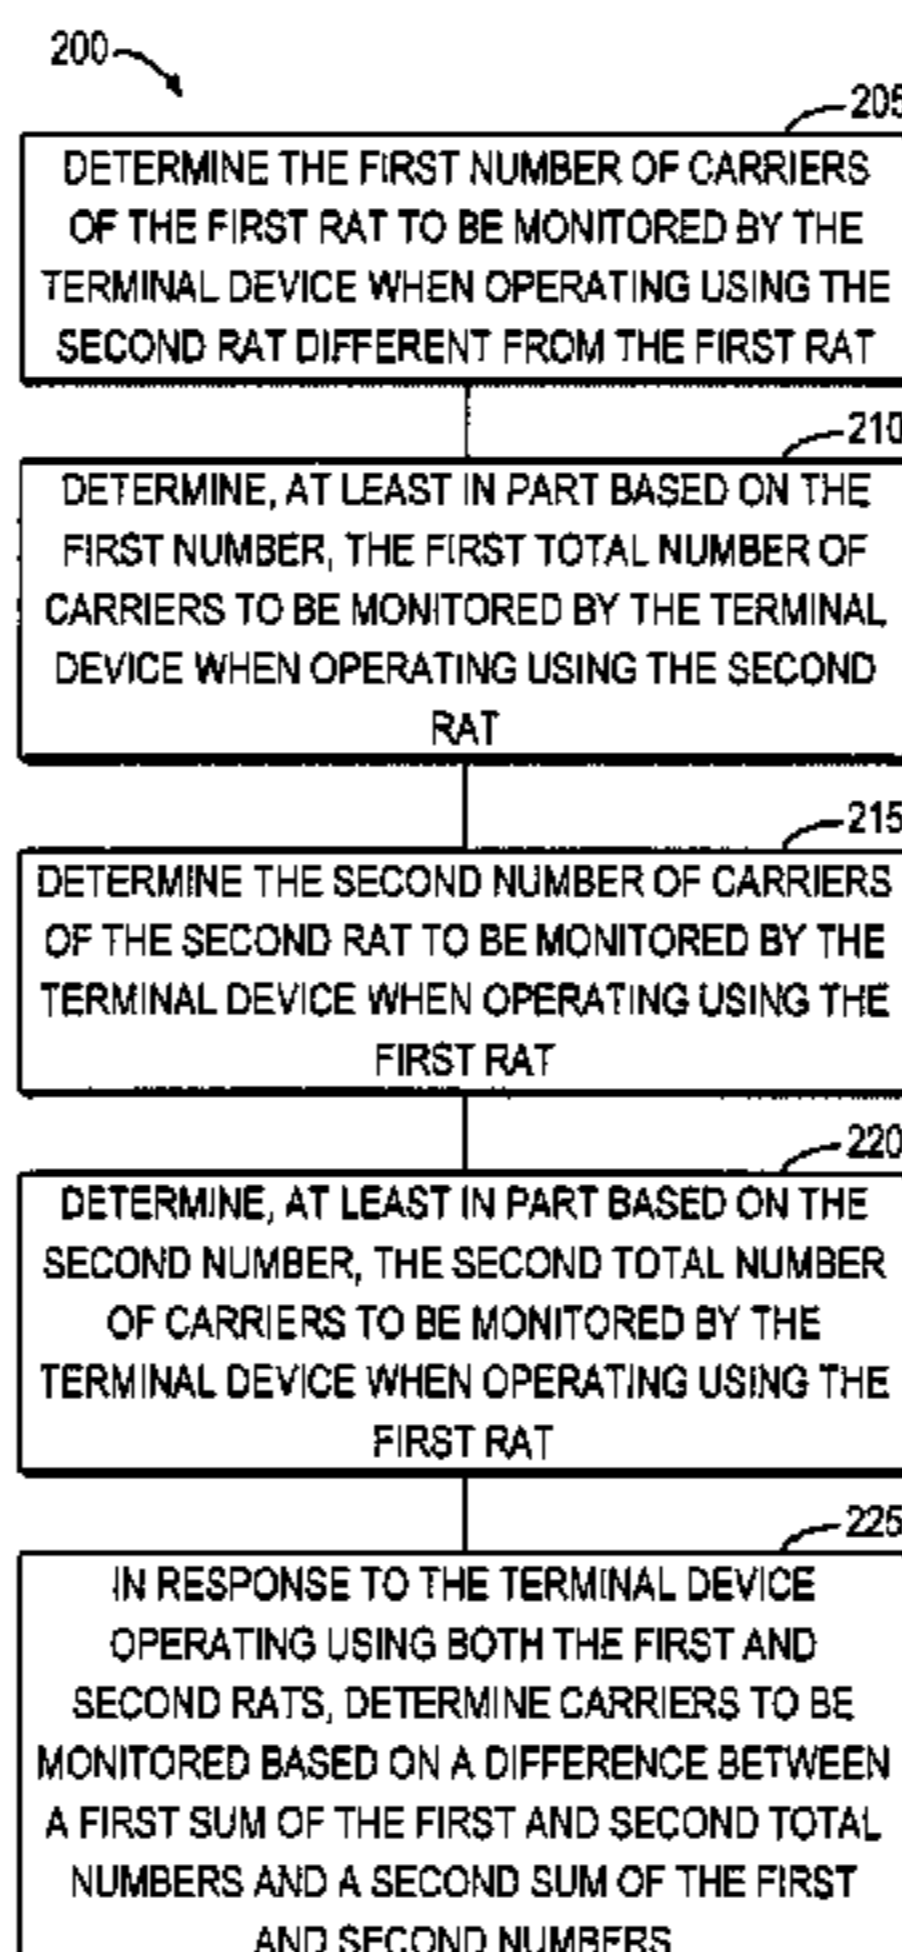 200
205
DETERMINE THE FIRST NUMBER OF CARRIERS
OF THE FIRST RAT TO BE MONITORED BY THE
TERMINAL DEVICE WHEN OPERATING USING THE
SECOND RAT DIFFERENT FROM THE FIRST RAT
210
DETERMINE, AT LEAST IN PART BASED ON THE
FIRST NUMBER, THE FIRST TOTAL NUMBER OF
CARRIERS TO BE MONITORED BY THE TERMINAL
DEVICE WHEN OPERATING USING THE SECOND
RAT
215
DETERMINE THE SECOND NUMBER OF CARRIERS
OF THE SECOND RAT TO BE MONITORED BY THE
TERMINAL DEVICE WHEN OPERATING USING THE
FIRST RAT
220
DETERMINE, AT LEAST IN PART BASED ON THE
SECOND NUMBER, THE SECOND TOTAL NUMBER
OF CARRIERS TO BE MONITORED BY THE
TERMINAL DEVICE WHEN OPERATING USING THE
FIRST RAT
225
IN RESPONSE TO THE TERMINAL DEVICE
OPERATING USING BOTH THE FIRST AND
SECOND RATS, DETERMINE CARRIERS TO BE
MONITORED BASED ON A DIFFERENCE BETWEEN
A FIRST SUM OF THE FIRST AND SECOND TOTAL
NUMBERS AND A SECOND SUM OF THE FIRST
AND SECOND NUMBERS